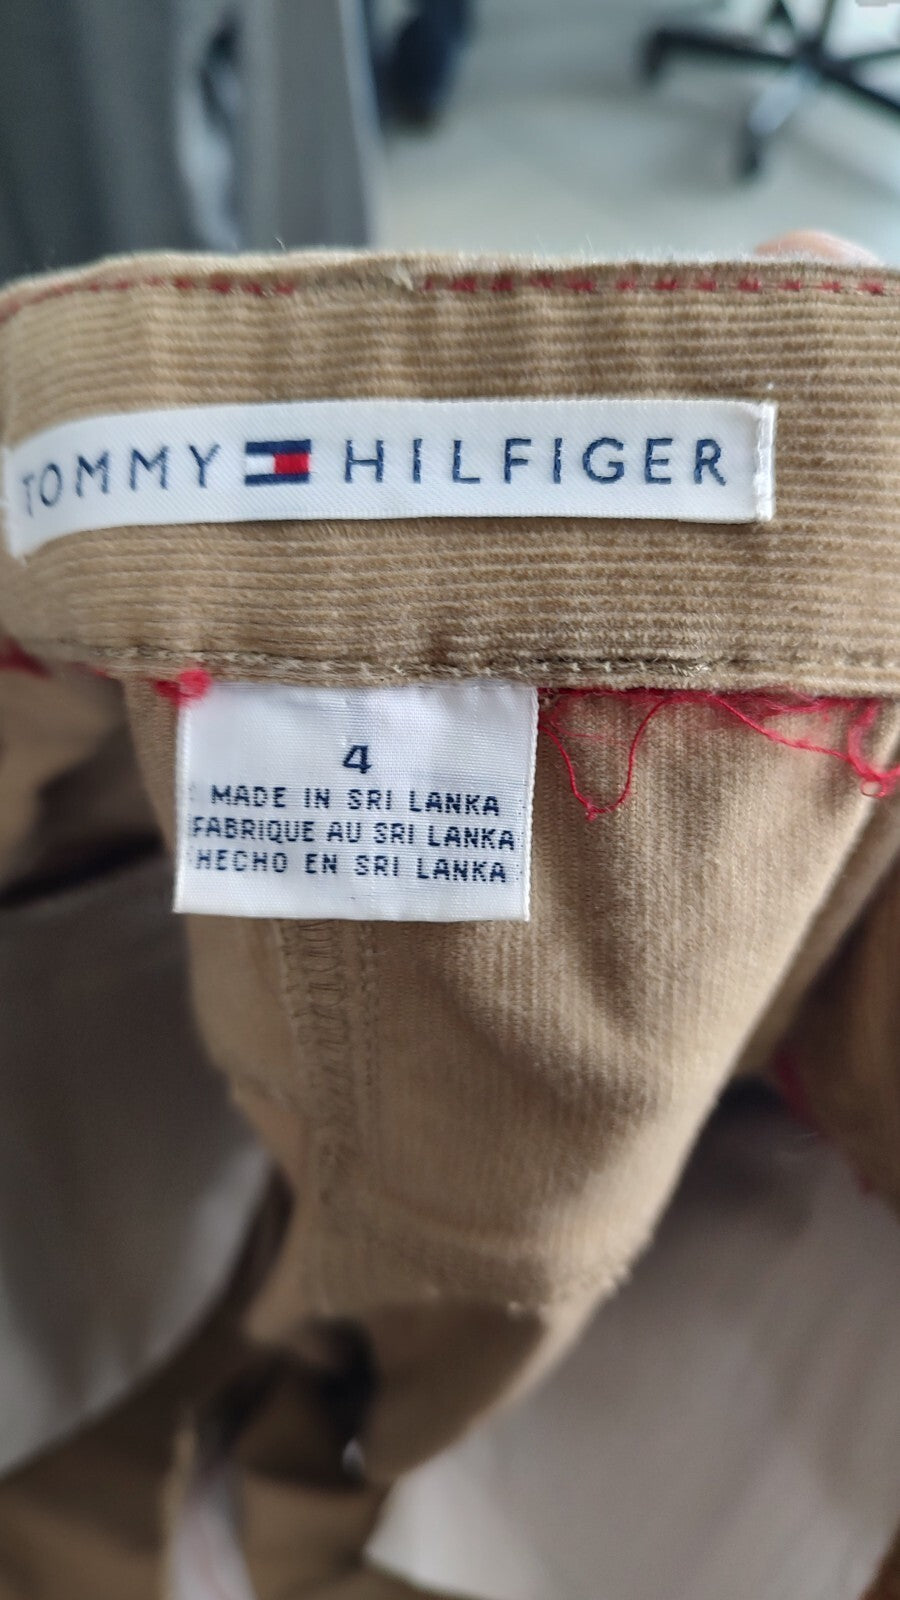 TOMMY HILFIGER
4
MADE IN SRI LANKA
FABRIQUE AU SRI LANKA
HECHO EN SRI LANKA